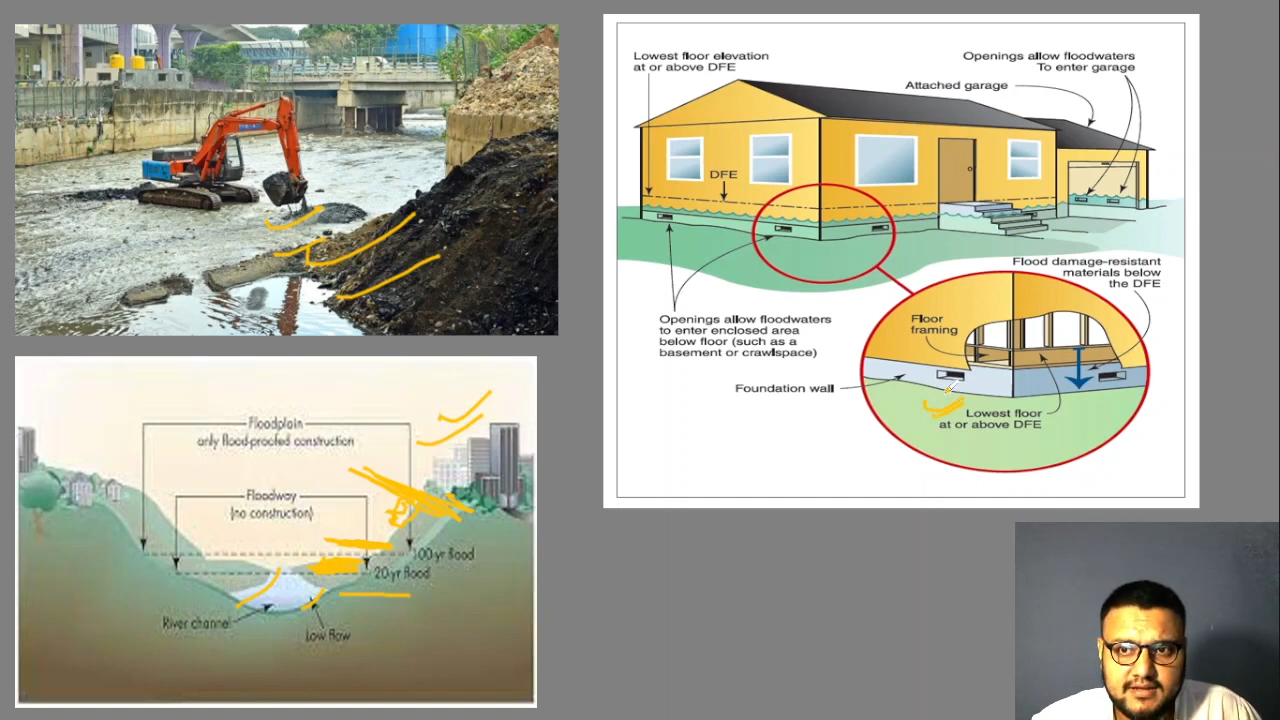 Lowest floor elevation
at or above DFE
Openings allow floodwaters
To enter garage
Attached garage
DFE
Flood damage-resistant
materials below
the DFE
Openings allow floodwaters
to enter enclosed area
below floor (such as a
basement or crawlspace)
Floor
framing
Foundation wall
Lowest floor
at or above DFE
Floodplain
only flood-proofed construction
Floodway
(no construction)
100-yr flood
20-yr flood
River channel
Low flow